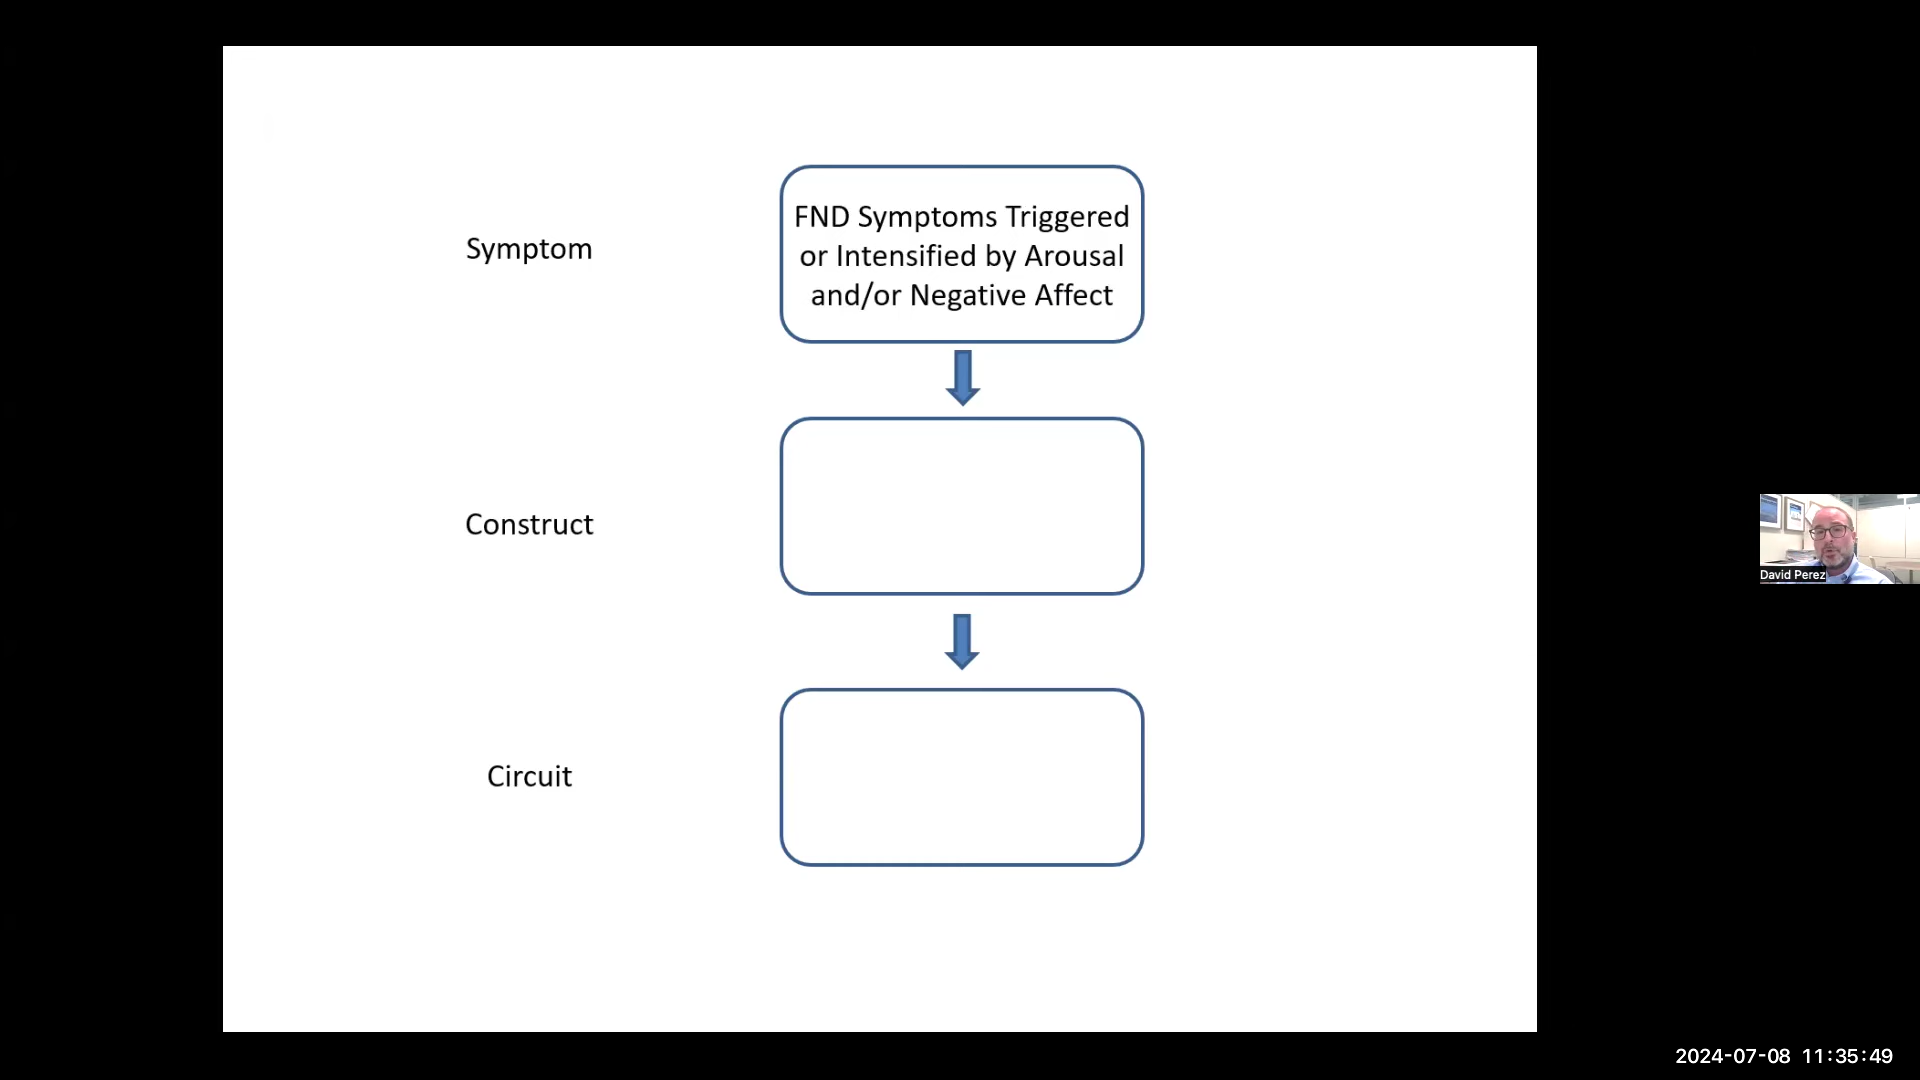 Symptom
FND Symptoms Triggered
or Intensified by Arousal
and/or Negative Affect
Construct
Circuit
David Perez
2024-07-08 11:35:49